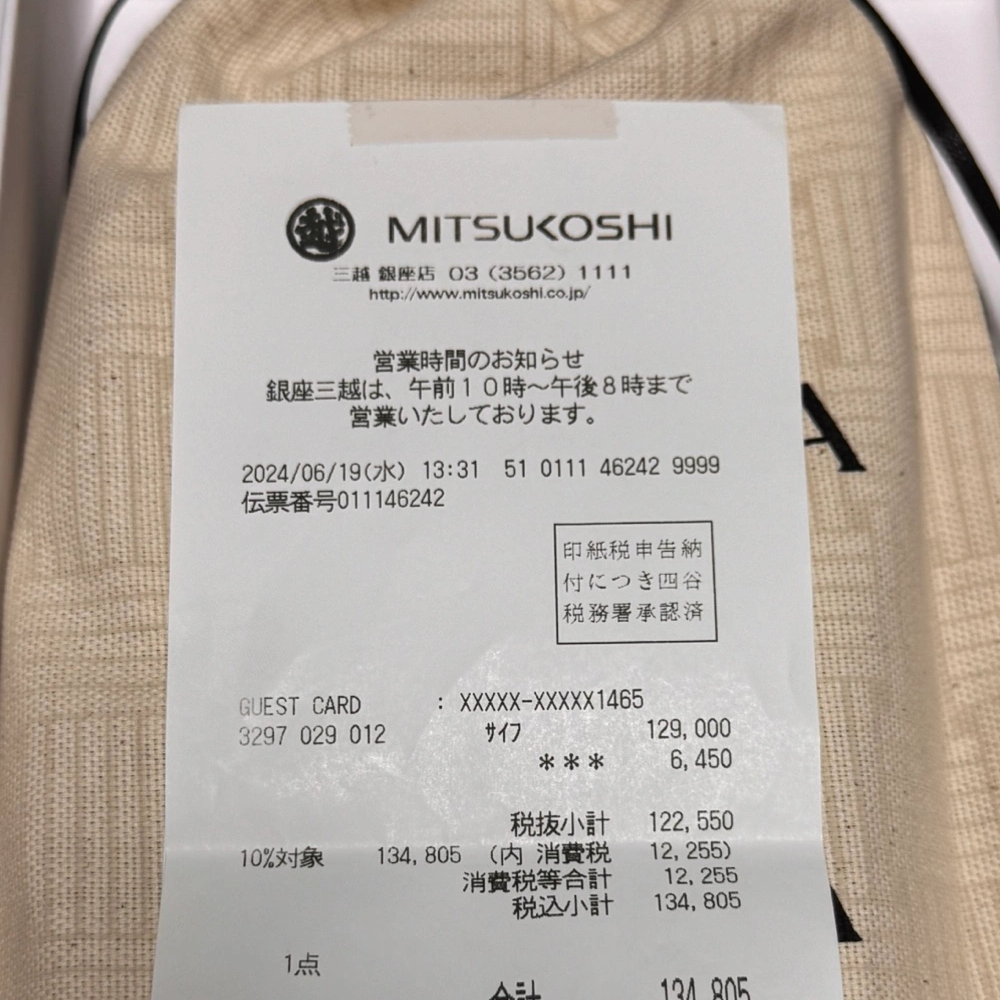 越 MITSUKOSHI
三越 銀座店 03 (3562) 1111
http://www.mitsukoshi.co.jp/
営業時間のお知らせ
銀座三越は、午前10時～午後8時まで
営業いたしております。
2024/06/19(水) 13:31 51 0111 46242 9999
伝票番号011146242
印紙税申告納
付につき四谷
税務署承認済
GUEST CARD : XXXXX-XXXXX1465
3297 029 012 サイフ 129,000
*** 6,450
税抜小計 122,550
10%対象 134,805 (内 消費税 12,255)
消費税等合計 12,255
税込小計 134,805
1点
合計 134,805
A